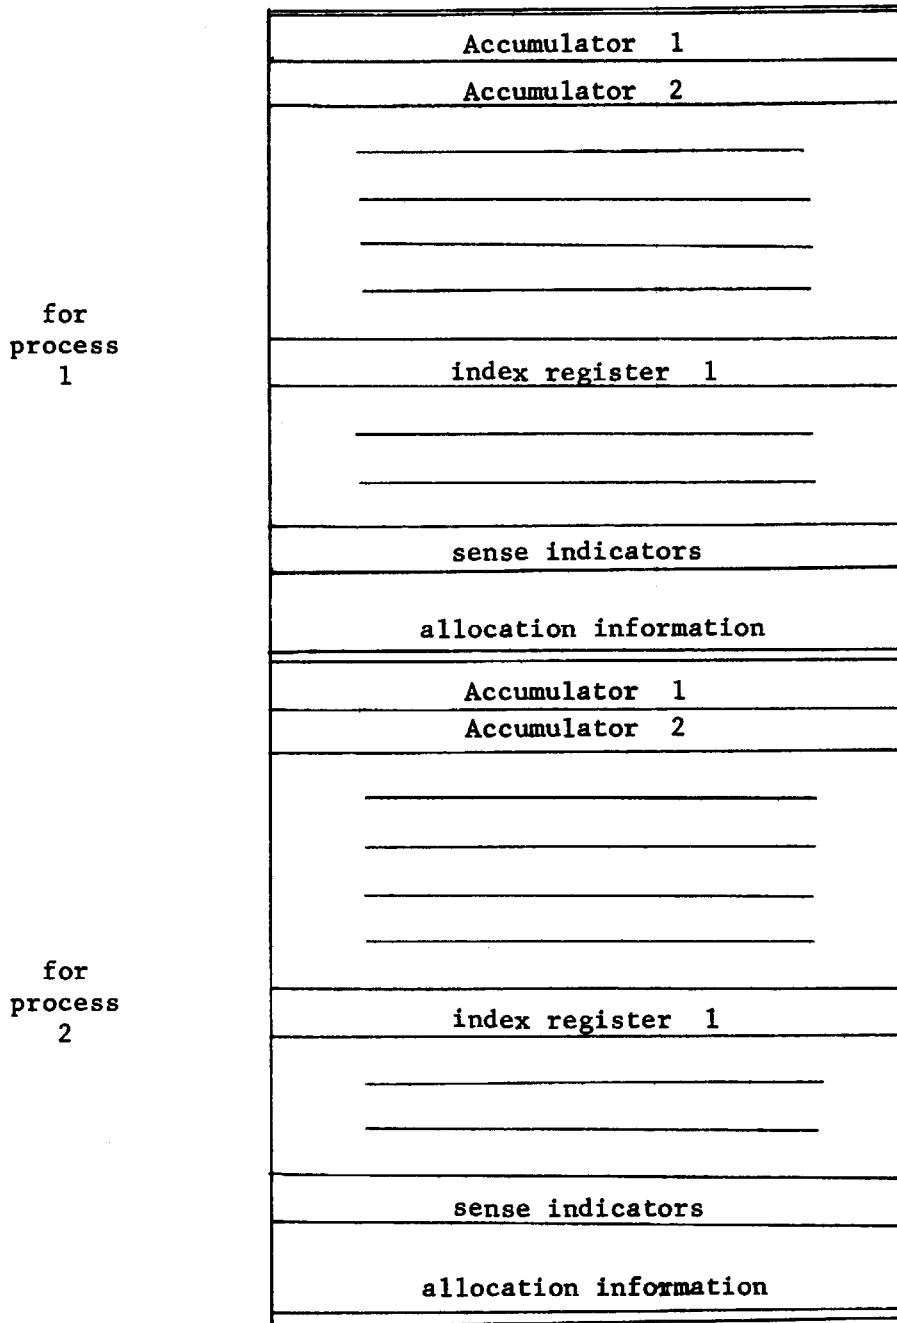 Accumulator 1
Accumulator 2
for
process
1
index register 1
sense indicators
allocation information
Accumulator 1
Accumulator 2
for
process
2
index register 1
sense indicators
allocation information